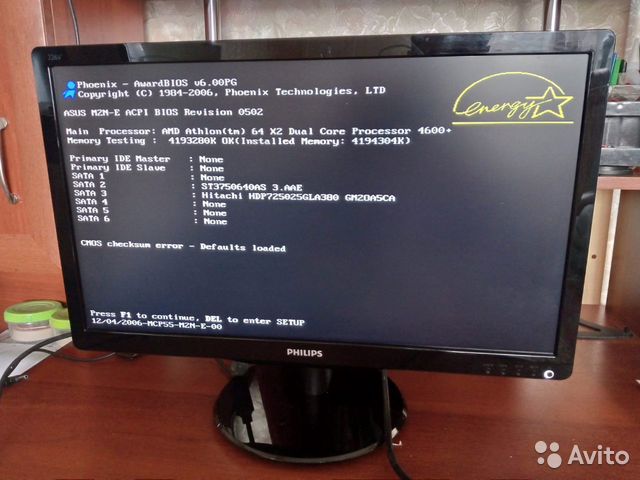 Phoenix - AwardBIOS v6.00PG
Copyright (C) 1984-2006, Phoenix Technologies, LTD
energy
ASUS M2N-E ACPI BIOS Revision 0502
Main Processor: AMD Athlon(tm) 64 X2 Dual Core Processor 4600+
Memory Testing : 4193280K OK(Installed Memory: 4194304K)
Primary IDE Master : None
Primary IDE Slave : None
SATA 1 : None
SATA 2 : ST3750640AS 3.AAE
SATA 3 : Hitachi HDP725025GLA380 GM2OA5CA
SATA 4 : None
SATA 5 : None
SATA 6 : None
CMOS checksum error - Defaults loaded
Press F1 to continue, DEL to enter SETUP
12/04/2006-MCP55-M2N-E-00
PHILIPS
Avito